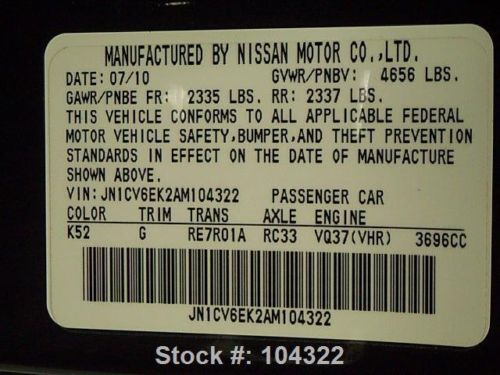 MANUFACTURED BY NISSAN MOTOR CO.,LTD.
DATE: 07/10 GVWR/PNBV: 4656 LBS.
GAWR/PNBE FR: 2335 LBS. RR: 2337 LBS.
THIS VEHICLE CONFORMS TO ALL APPLICABLE FEDERAL
MOTOR VEHICLE SAFETY,BUMPER,AND THEFT PREVENTION
STANDARDS IN EFFECT ON THE DATE OF MANUFACTURE
SHOWN ABOVE.
VIN:JN1CV6EK2AM104322 PASSENGER CAR
COLOR TRIM TRANS AXLE ENGINE
K52 G RE7R01A RC33 VQ37(VHR) 3696CC
JN1CV6EK2AM104322
Stock #: 104322